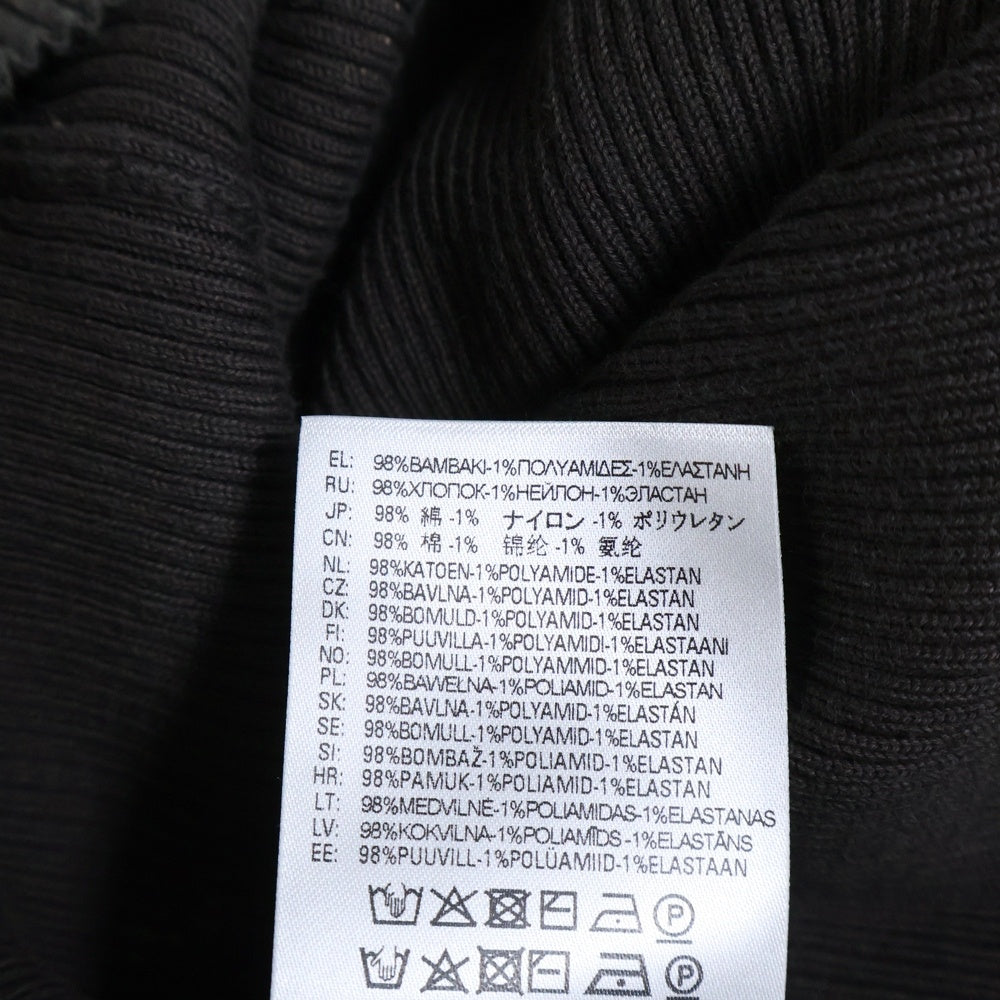 EL: 98%ΒΑΜΒΑΚΙ-1%ΠΟΛΥΑΜΙΔΕΣ-1%ΕΛΑΣΤΑΝΗ
RU: 98%ХЛОПОК-1%НЕЙЛОН-1%ЭЛАСТАН
JP: 98% 綿 -1% ナイロン -1% ポリウレタン
CN: 98% 棉 -1% 锦纶 -1% 氨纶
NL: 98%KATOEN-1%POLYAMIDE-1%ELASTAN
CZ: 98%BAVLNA-1%POLYAMID-1%ELASTAN
DK: 98%BOMULD-1%POLYAMID-1%ELASTAN
FI: 98%PUUVILLA-1%POLYAMIDI-1%ELASTAANI
NO: 98%BOMULL-1%POLYAMMID-1%ELASTAN
PL: 98%BAWEŁNA-1%POLIAMID-1%ELASTAN
SK: 98%BAVLNA-1%POLYAMID-1%ELASTÁN
SE: 98%BOMULL-1%POLYAMID-1%ELASTAN
SI: 98%BOMBAŽ-1%POLIAMID-1%ELASTAN
HR: 98%PAMUK-1%POLIAMID-1%ELASTAN
LT: 98%MEDVILNĖ-1%POLIAMIDAS-1%ELASTANAS
LV: 98%KOKVILNA-1%POLIAMĪDS-1%ELASTĀNS
EE: 98%PUUVILL-1%POLÜAMIID-1%ELASTAAN
P
P